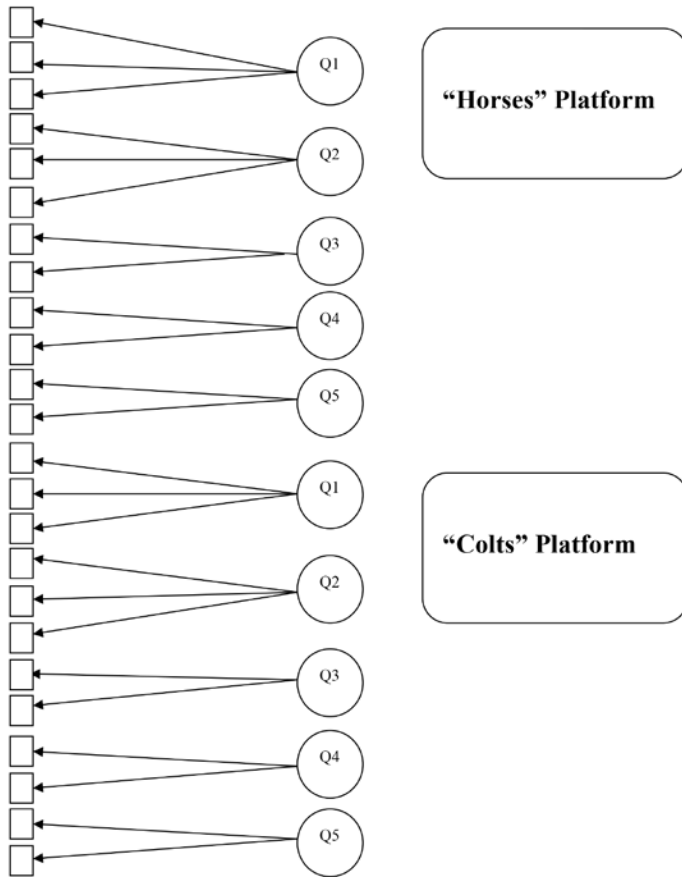 Q1
“Horses” Platform
Q2
Q3
Q4
Q5
Q1
“Colts” Platform
Q2
Q3
Q4
Q5